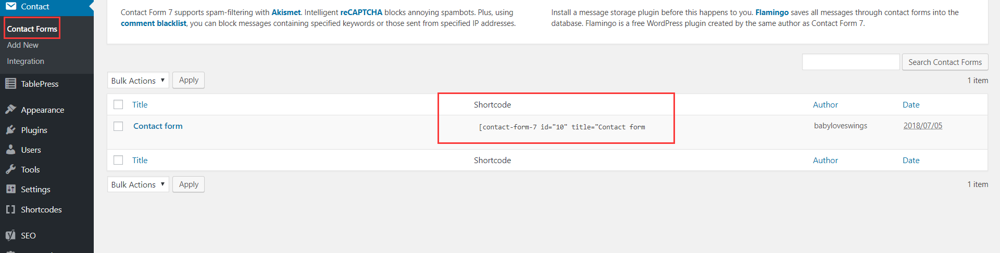 Contact
Contact Forms
Add New
Integration
TablePress
Appearance
Plugins
Users
Tools
Settings
Shortcodes
SEO
Contact Form 7 supports spam-filtering with Akismet. Intelligent reCAPTCHA blocks annoying spambots. Plus, using
comment blacklist, you can block messages containing specified keywords or those sent from specified IP addresses.
Install a message storage plugin before this happens to you. Flamingo saves all messages through contact forms into the
database. Flamingo is a free WordPress plugin created by the same author as Contact Form 7.
Search Contact Forms
Bulk Actions Apply 1 item
Title Shortcode Author Date
Contact form [contact-form-7 id="10" title="Contact form babyloveswings 2018/07/05
Title Shortcode Author Date
Bulk Actions Apply 1 item